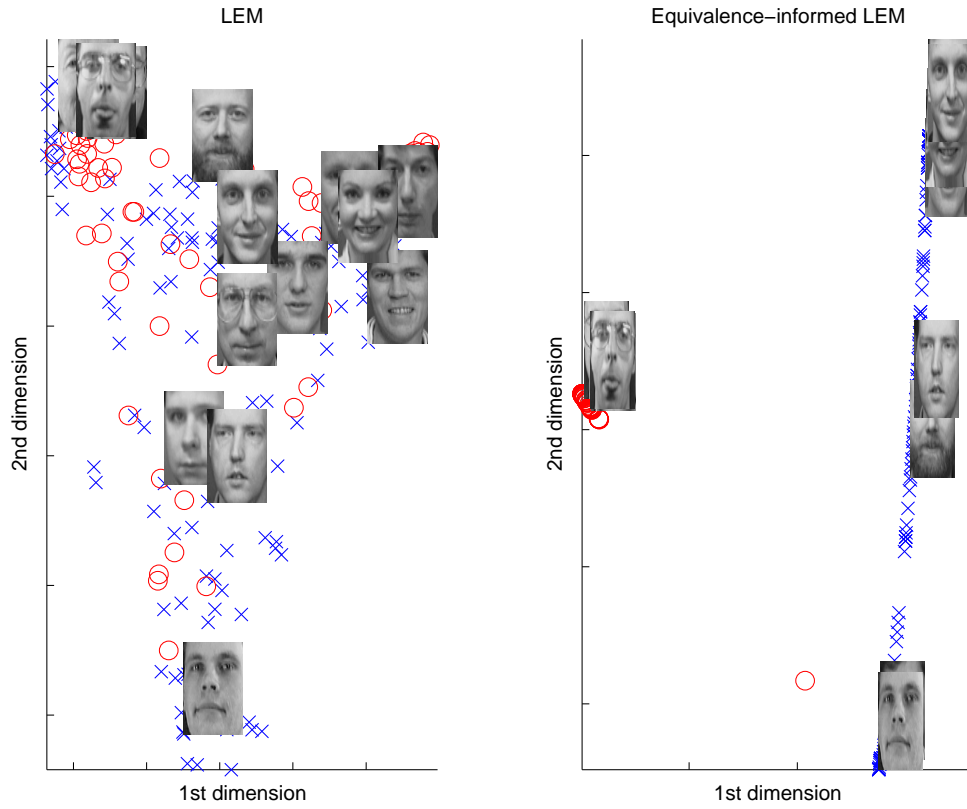 LEM
2nd dimension
1st dimension
Equivalence−informed LEM
2nd dimension
1st dimension